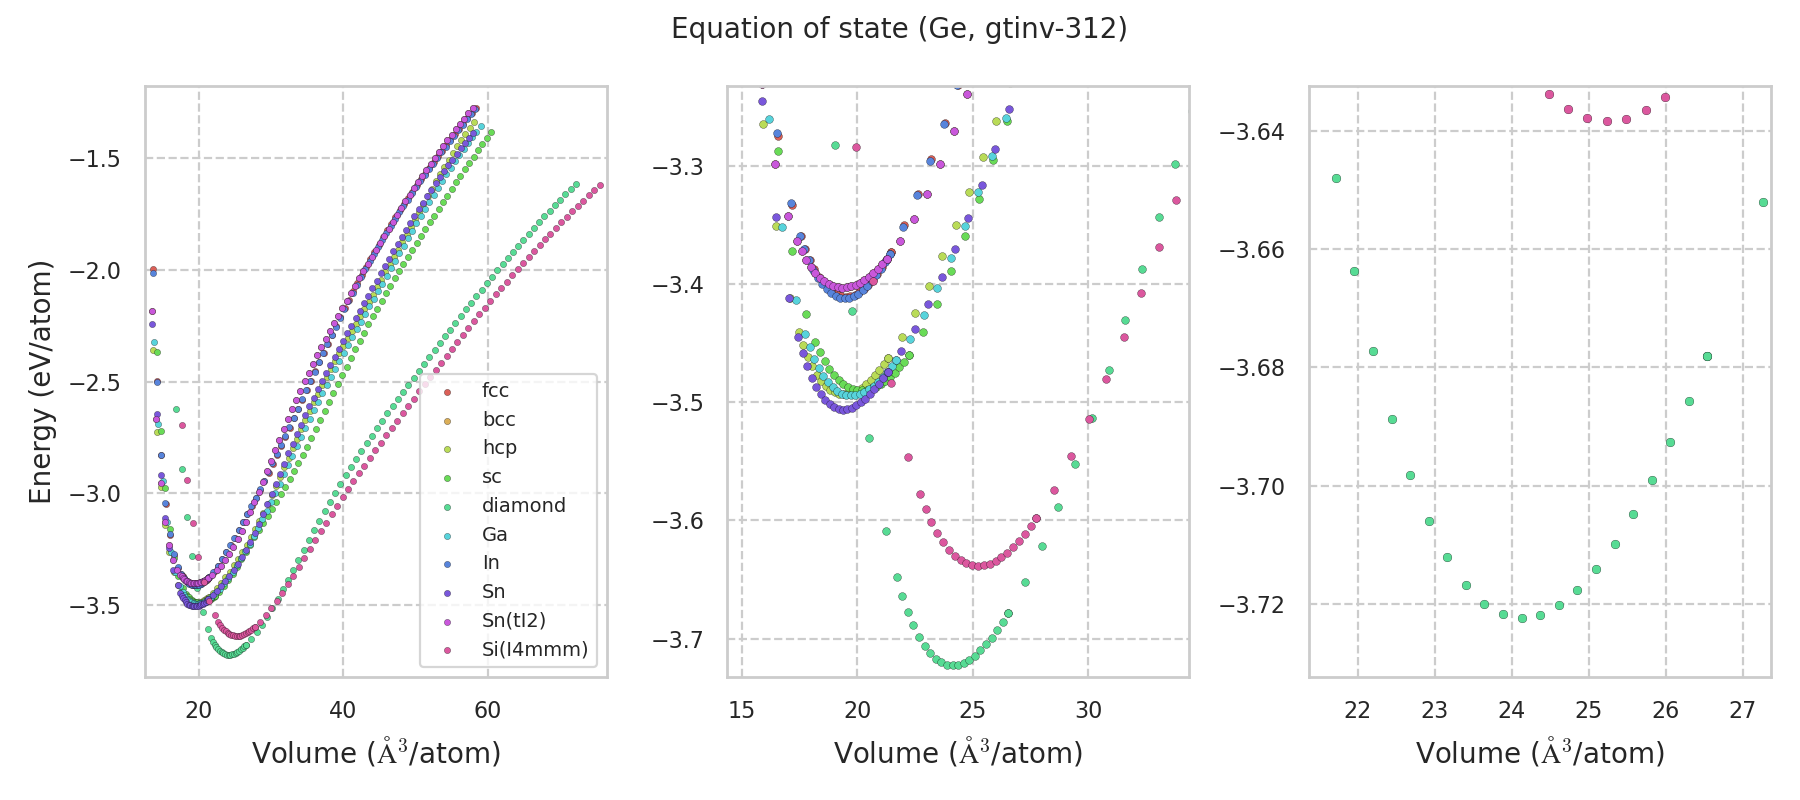 Equation of state (Ge, gtinv-312)
Energy (eV/atom)
−1.5
−2.0
−2.5
−3.0
−3.5
20
40
60
Volume (Å³/atom)
fcc
bcc
hcp
sc
diamond
Ga
In
Sn
Sn(tI2)
Si(I4mmm)
−3.3
−3.4
−3.5
−3.6
−3.7
15
20
25
30
Volume (Å³/atom)
−3.64
−3.66
−3.68
−3.70
−3.72
22
23
24
25
26
27
Volume (Å³/atom)